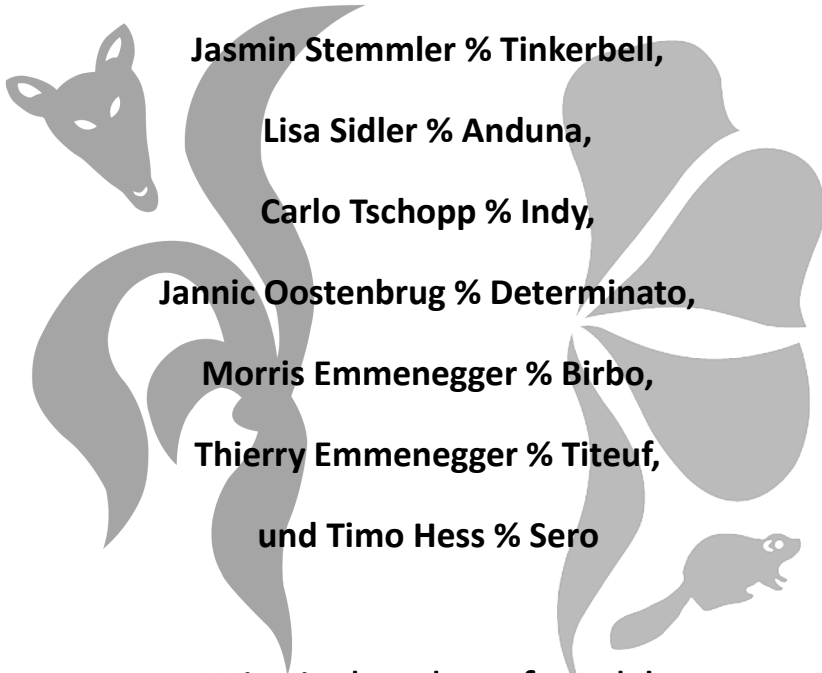 Jasmin Stemmler % Tinkerbell,
Lisa Sidler % Anduna,
Carlo Tschopp % Indy,
Jannic Oostenbrug % Determinato,
Morris Emmenegger % Birbo,
Thierry Emmenegger % Titeuf,
und Timo Hess % Sero